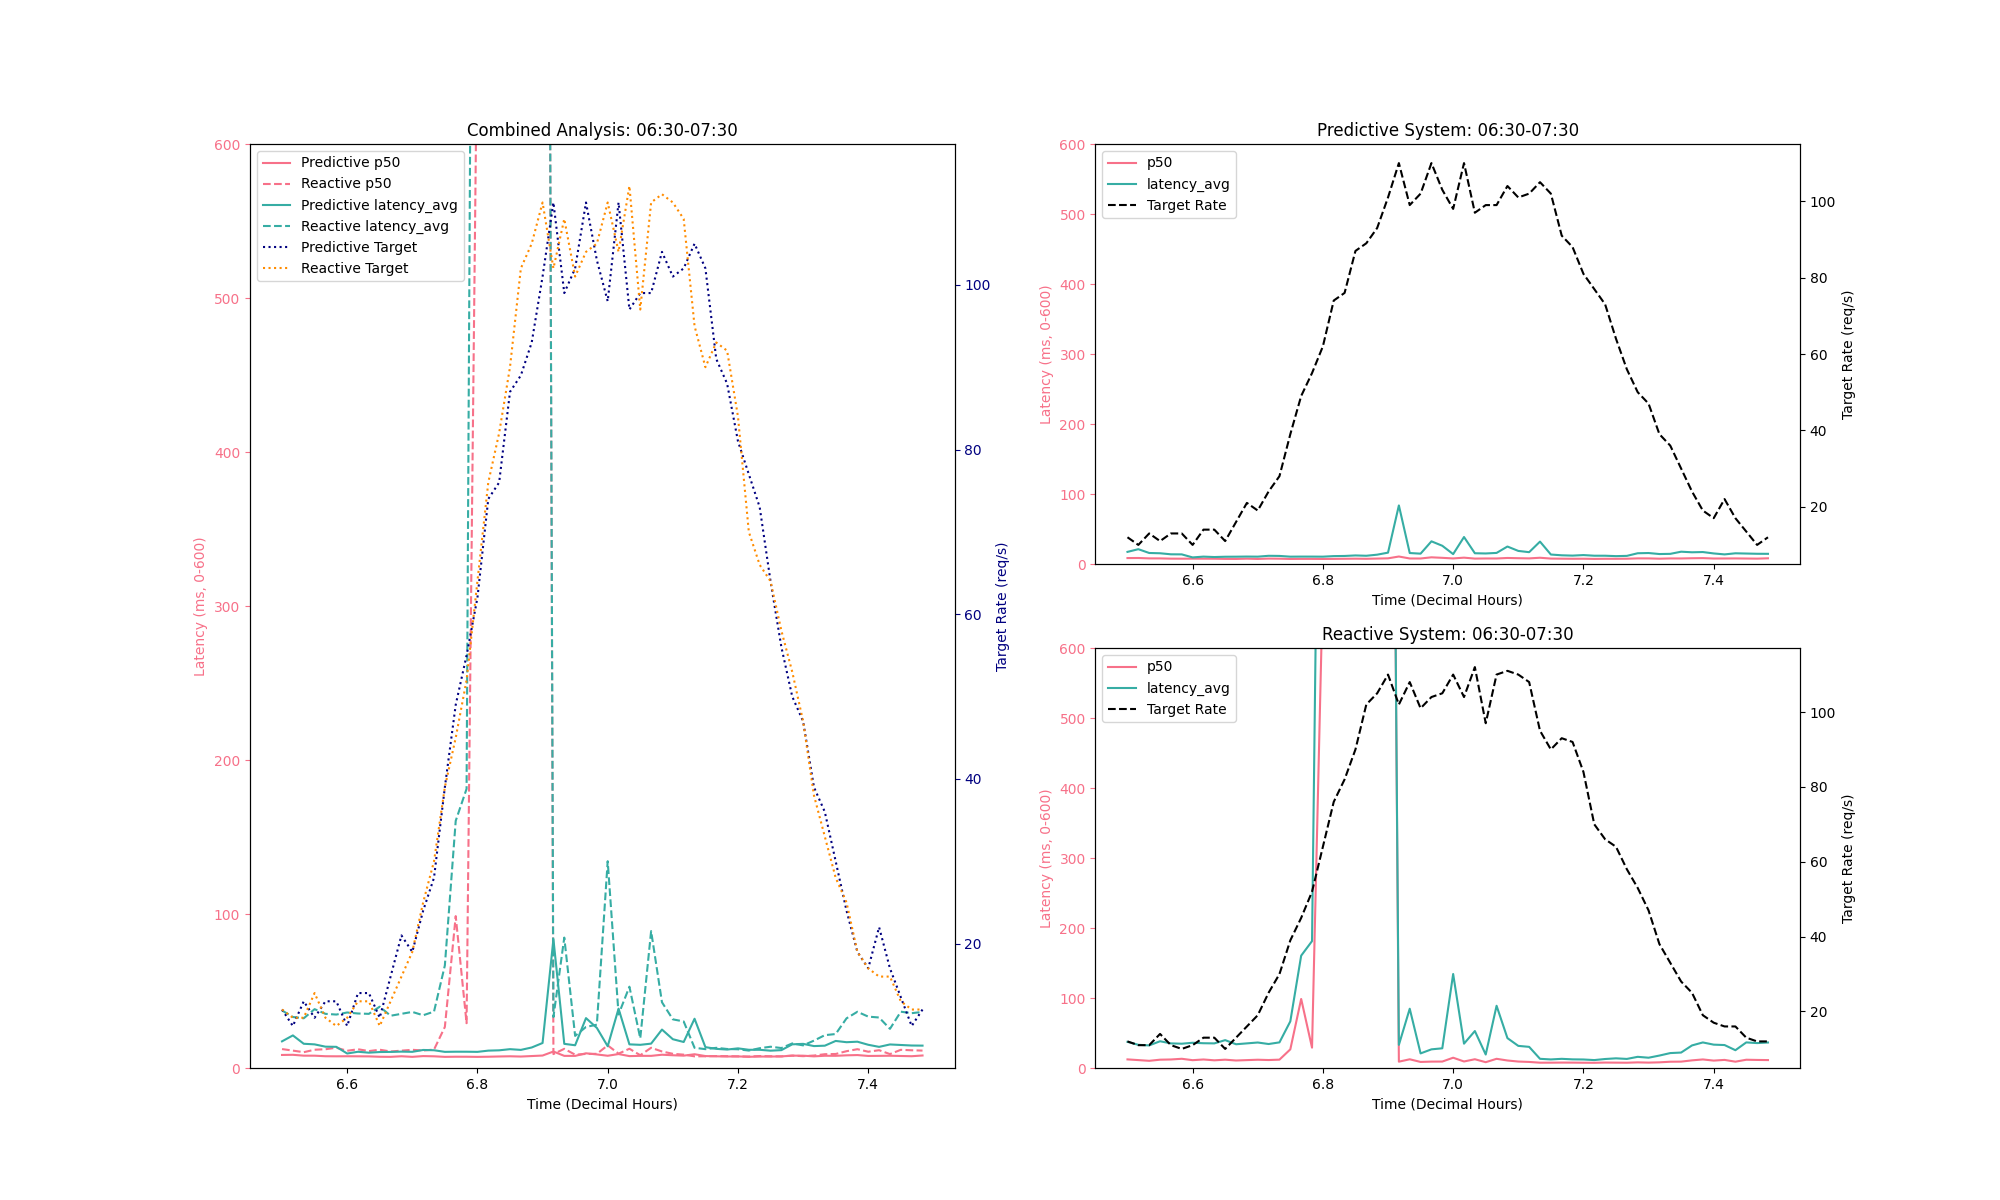 Combined Analysis: 06:30-07:30
Predictive p50
Reactive p50
Predictive latency_avg
Reactive latency_avg
Predictive Target
Reactive Target
600
500
400
300
200
100
0
Latency (ms, 0-600)
100
80
60
40
20
Target Rate (req/s)
6.6 6.8 7.0 7.2 7.4
Time (Decimal Hours)
Predictive System: 06:30-07:30
p50
latency_avg
Target Rate
600
500
400
300
200
100
0
Latency (ms, 0-600)
100
80
60
40
20
Target Rate (req/s)
6.6 6.8 7.0 7.2 7.4
Time (Decimal Hours)
Reactive System: 06:30-07:30
p50
latency_avg
Target Rate
600
500
400
300
200
100
0
Latency (ms, 0-600)
100
80
60
40
20
Target Rate (req/s)
6.6 6.8 7.0 7.2 7.4
Time (Decimal Hours)